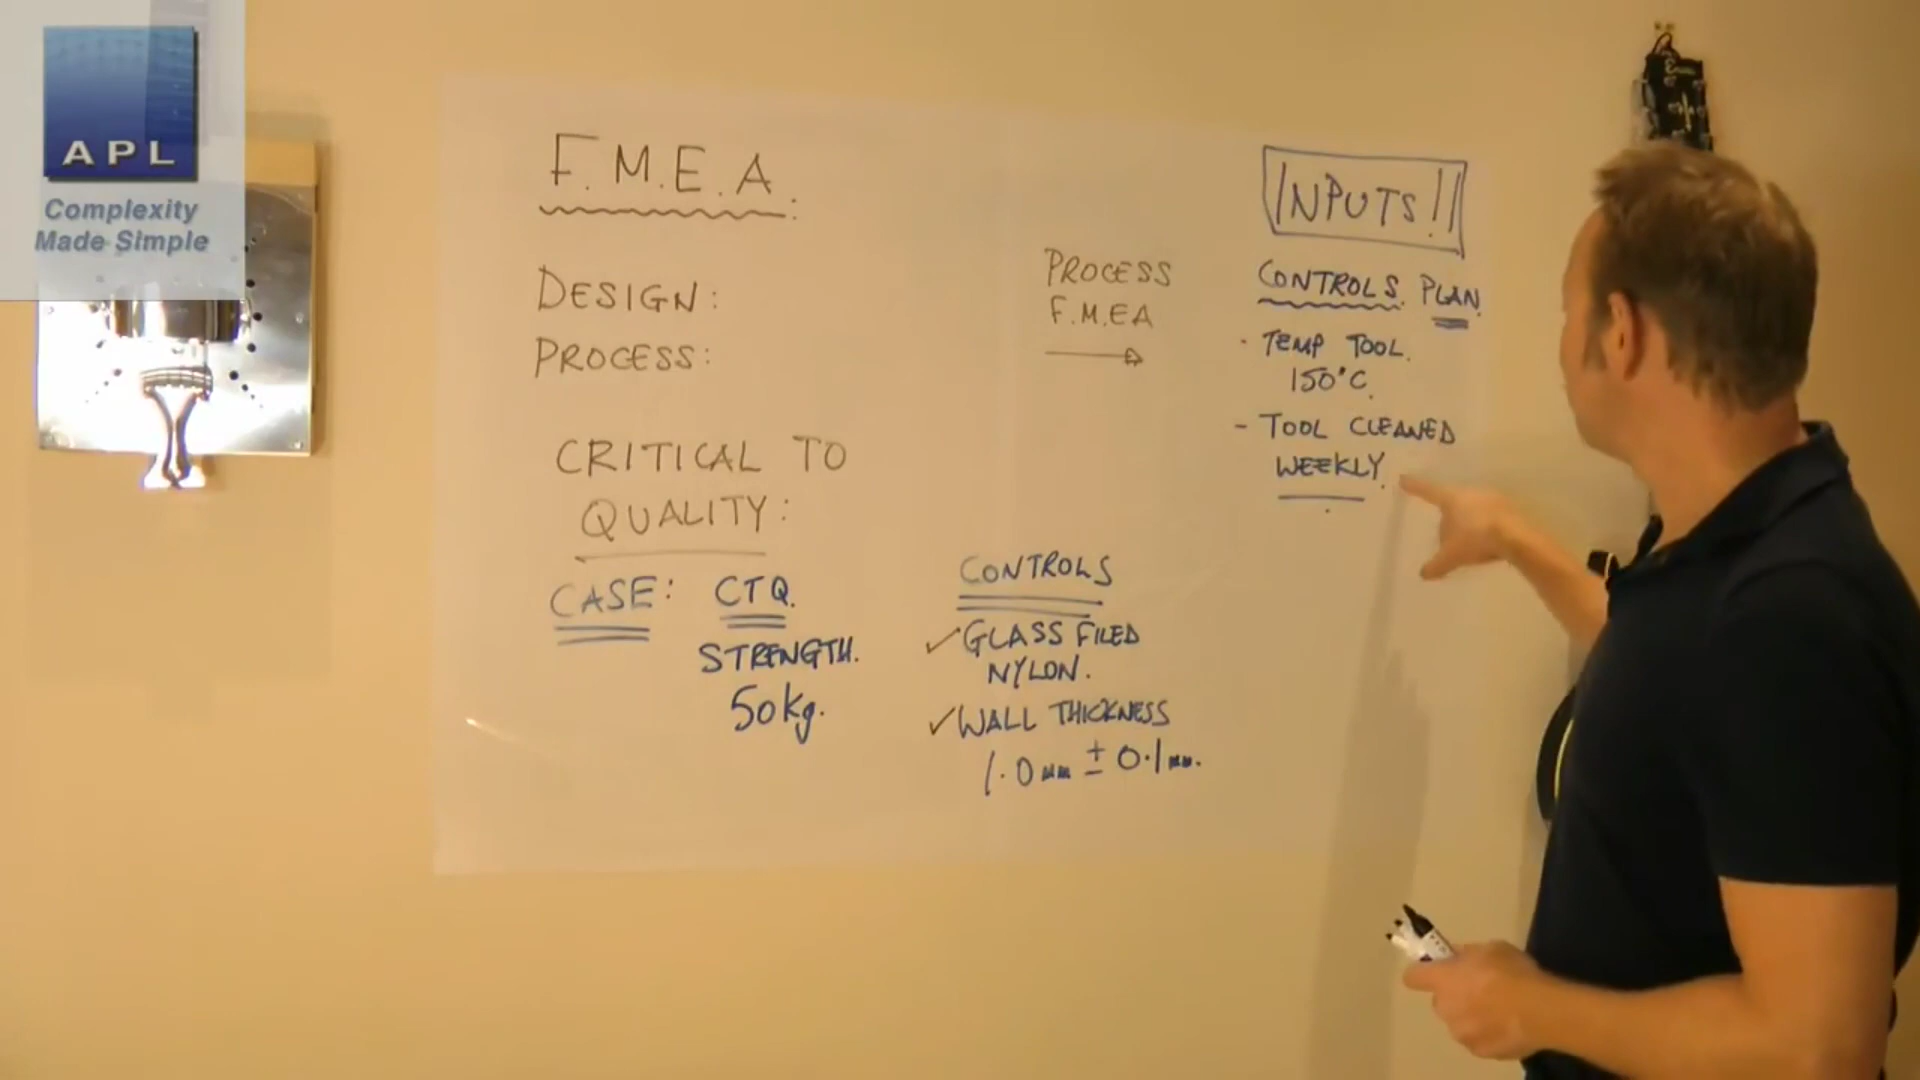 APL
Complexity
Made Simple
F.M.E.A.:
DESIGN:
PROCESS:
CRITICAL TO
QUALITY:
CASE: CTQ.
STRENGTH.
50kg.
CONTROLS
✓GLASS FILED
NYLON.
✓WALL THICKNESS
1.0mm ± 0.1mm.
PROCESS
F.M.E.A
INPUTS!!
CONTROLS PLAN.
· TEMP TOOL.
150°C.
- TOOL CLEANED
WEEKLY.